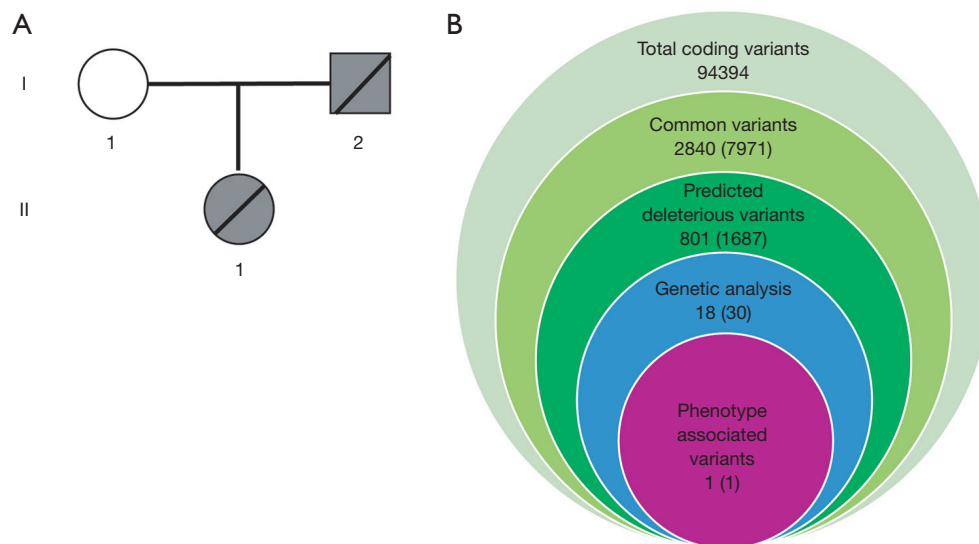 A
I
1
2
II
1
B
Total coding variants
94394
Common variants
2840 (7971)
Predicted
deleterious variants
801 (1687)
Genetic analysis
18 (30)
Phenotype
associated
variants
1 (1)